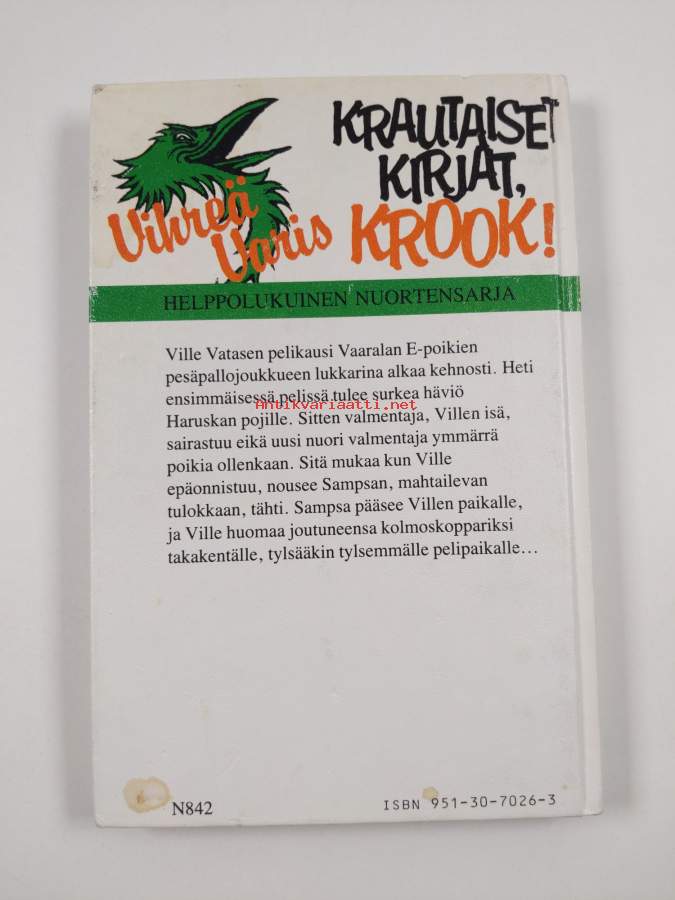 KRAUTAISET
KIRJAT,
Vihreä
Varis
KROOK!
HELPPOLUKUINEN NUORTENSARJA
Ville Vatasen pelikausi Vaaralan E-poikien
pesäpallojoukkueen lukkarina alkaa kehnosti. Heti
ensimmäisessä pelissä tulee surkea häviö
Antikvariaatti.net
Haruskan pojille. Sitten valmentaja, Villen isä,
sairastuu eikä uusi nuori valmentaja ymmärrä
poikia ollenkaan. Sitä mukaa kun Ville
epäonnistuu, nousee Sampsan, mahtailevan
tulokkaan, tähti. Sampsa pääsee Villen paikalle,
ja Ville huomaa joutuneensa kolmoskoppariksi
takakentälle, tylsääkin tylsemmälle pelipaikalle...
N842
ISBN 951-30-7026-3